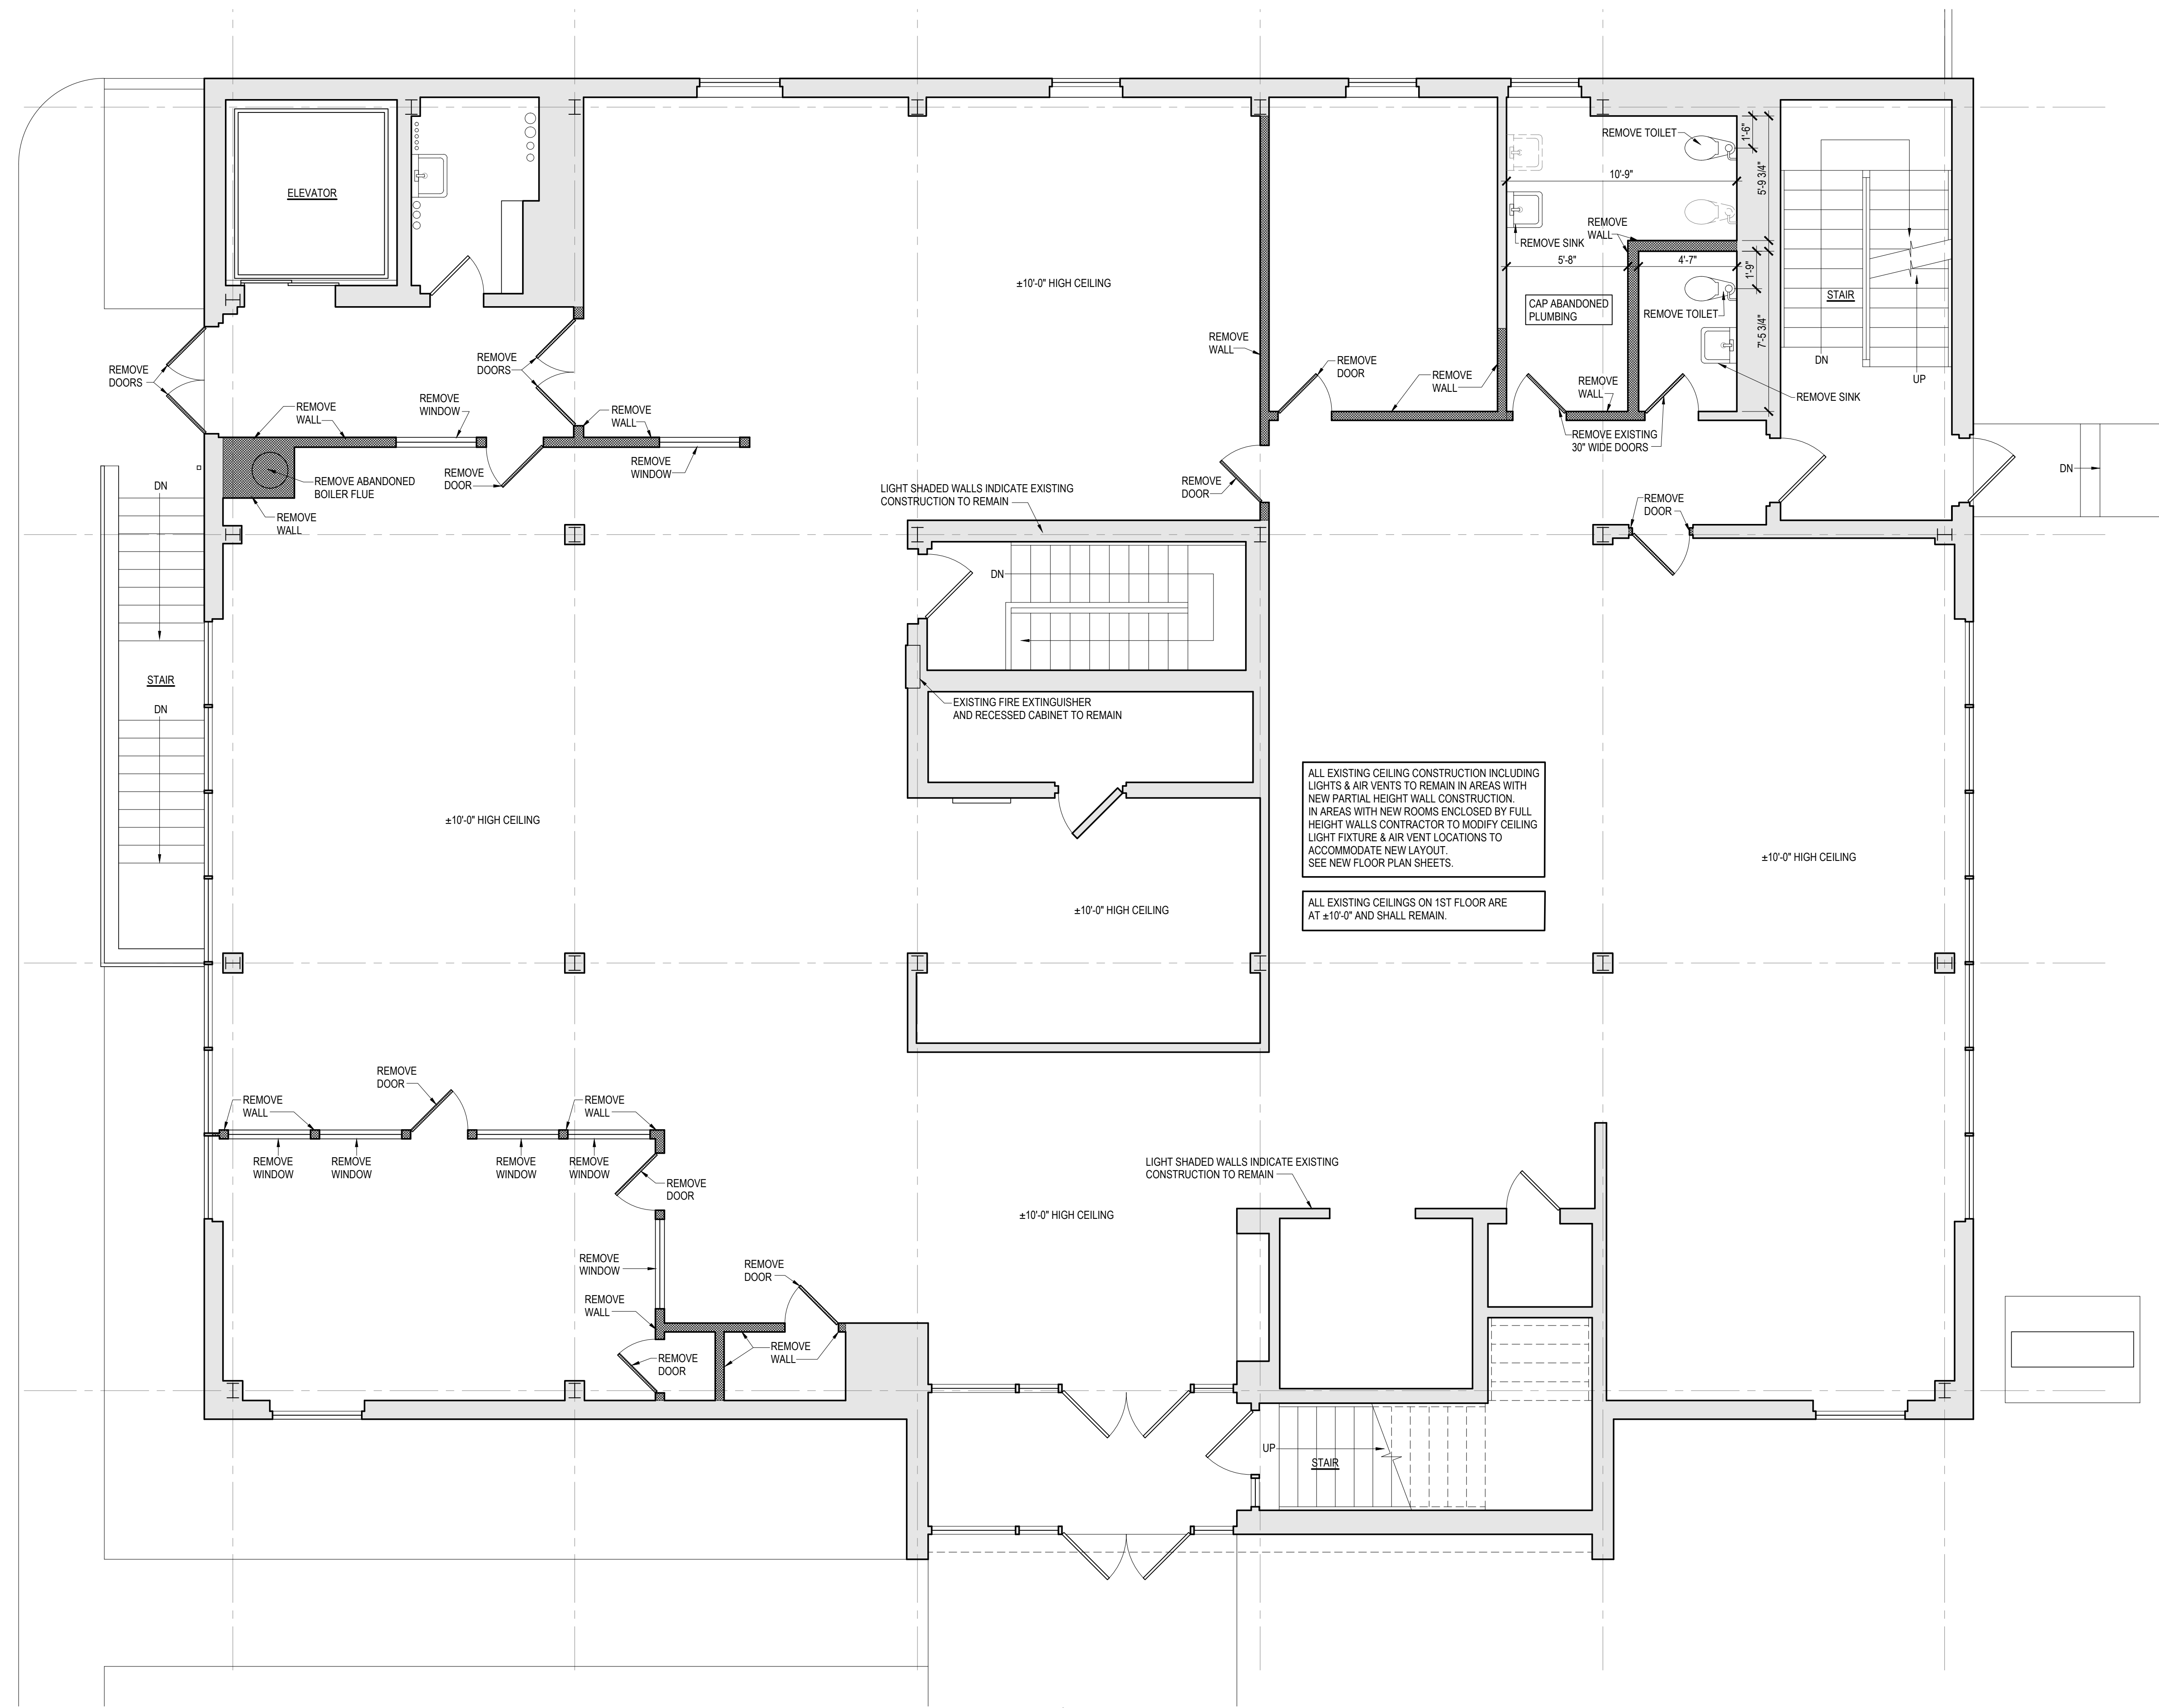 REMOVE TOILET
1'-6"
5'-9 3/4"
10'-9"
ELEVATOR
REMOVE
WALL
REMOVE SINK
5'-8"
4'-7"
1'-9"
±10'-0" HIGH CEILING
CAP ABANDONED
PLUMBING
REMOVE TOILET
STAIR
7'-5 3/4"
REMOVE
WALL
REMOVE
DOORS
REMOVE
DOORS
REMOVE
DOOR
REMOVE
WALL
REMOVE
WALL
DN
UP
REMOVE SINK
REMOVE
WALL
REMOVE
WINDOW
REMOVE
WALL
REMOVE EXISTING
30" WIDE DOORS
REMOVE
WINDOW
REMOVE
DOOR
REMOVE ABANDONED
BOILER FLUE
REMOVE
WALL
DN
LIGHT SHADED WALLS INDICATE EXISTING
CONSTRUCTION TO REMAIN
REMOVE
DOOR
REMOVE
DOOR
DN
DN
STAIR
DN
EXISTING FIRE EXTINGUISHER
AND RECESSED CABINET TO REMAIN
ALL EXISTING CEILING CONSTRUCTION INCLUDING
LIGHTS & AIR VENTS TO REMAIN IN AREAS WITH
NEW PARTIAL HEIGHT WALL CONSTRUCTION.
IN AREAS WITH NEW ROOMS ENCLOSED BY FULL
HEIGHT WALLS CONTRACTOR TO MODIFY CEILING
LIGHT FIXTURE & AIR VENT LOCATIONS TO
ACCOMMODATE NEW LAYOUT.
SEE NEW FLOOR PLAN SHEETS.
±10'-0" HIGH CEILING
±10'-0" HIGH CEILING
±10'-0" HIGH CEILING
ALL EXISTING CEILINGS ON 1ST FLOOR ARE
AT ±10'-0" AND SHALL REMAIN.
REMOVE
DOOR
REMOVE
WALL
REMOVE
WALL
REMOVE
WINDOW
REMOVE
WINDOW
REMOVE
WINDOW
REMOVE
WINDOW
REMOVE
DOOR
LIGHT SHADED WALLS INDICATE EXISTING
CONSTRUCTION TO REMAIN
±10'-0" HIGH CEILING
REMOVE
WINDOW
REMOVE
DOOR
REMOVE
WALL
REMOVE
DOOR
REMOVE
WALL
UP
STAIR